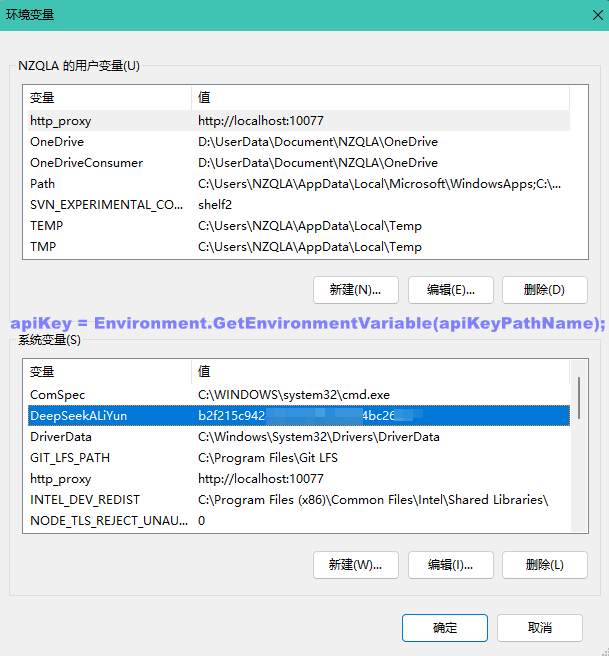 环境变量
NZQLA 的用户变量(U)
变量 值
http_proxy http://localhost:10077
OneDrive D:\UserData\Document\NZQLA\OneDrive
OneDriveConsumer D:\UserData\Document\NZQLA\OneDrive
Path C:\Users\NZQLA\AppData\Local\Microsoft\WindowsApps;C:\...
SVN_EXPERIMENTAL_CO... shelf2
TEMP C:\Users\NZQLA\AppData\Local\Temp
TMP C:\Users\NZQLA\AppData\Local\Temp
新建(N)... 编辑(E)... 删除(D)
apiKey = Environment.GetEnvironmentVariable(apiKeyPathName);
系统变量(S)
变量 值
ComSpec C:\WINDOWS\system32\cmd.exe
DeepSeekALiYun b2f215c942 4bc26
DriverData C:\Windows\System32\Drivers\DriverData
GIT_LFS_PATH C:\Program Files\Git LFS
http_proxy http://localhost:10077
INTEL_DEV_REDIST C:\Program Files (x86)\Common Files\Intel\Shared Libraries\
NODE_TLS_REJECT_UNAU... 0
新建(W)... 编辑(I)... 删除(L)
确定 取消